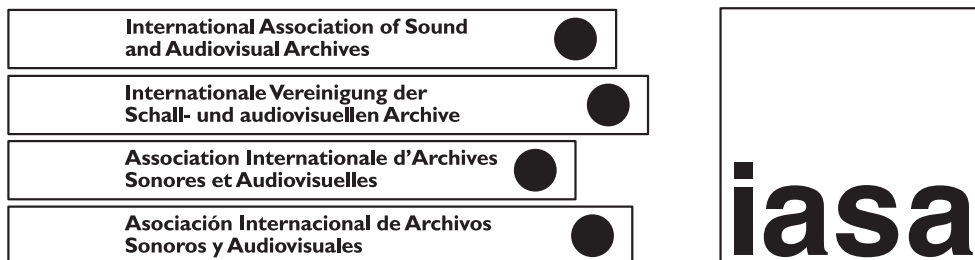 International Association of Sound
and Audiovisual Archives
Internationale Vereinigung der
Schall- und audiovisuellen Archive
Association Internationale d'Archives
Sonores et Audiovisuelles
Asociación Internacional de Archivos
Sonoros y Audiovisuales
iasa